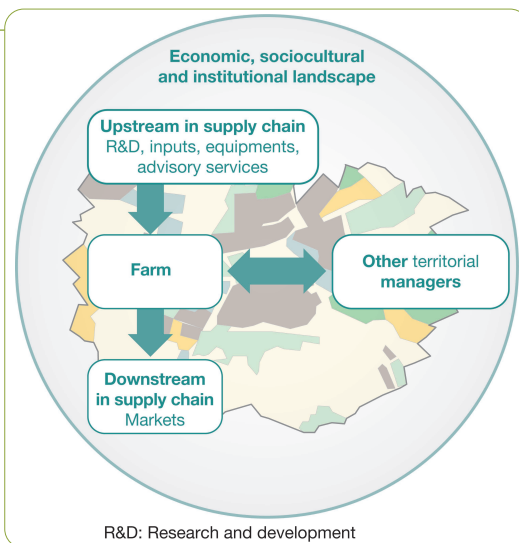 Economic, sociocultural
and institutional landscape
Upstream in supply chain
R&D, inputs, equipments,
advisory services
Farm
Other territorial
managers
Downstream
in supply chain
Markets
R&D: Research and development